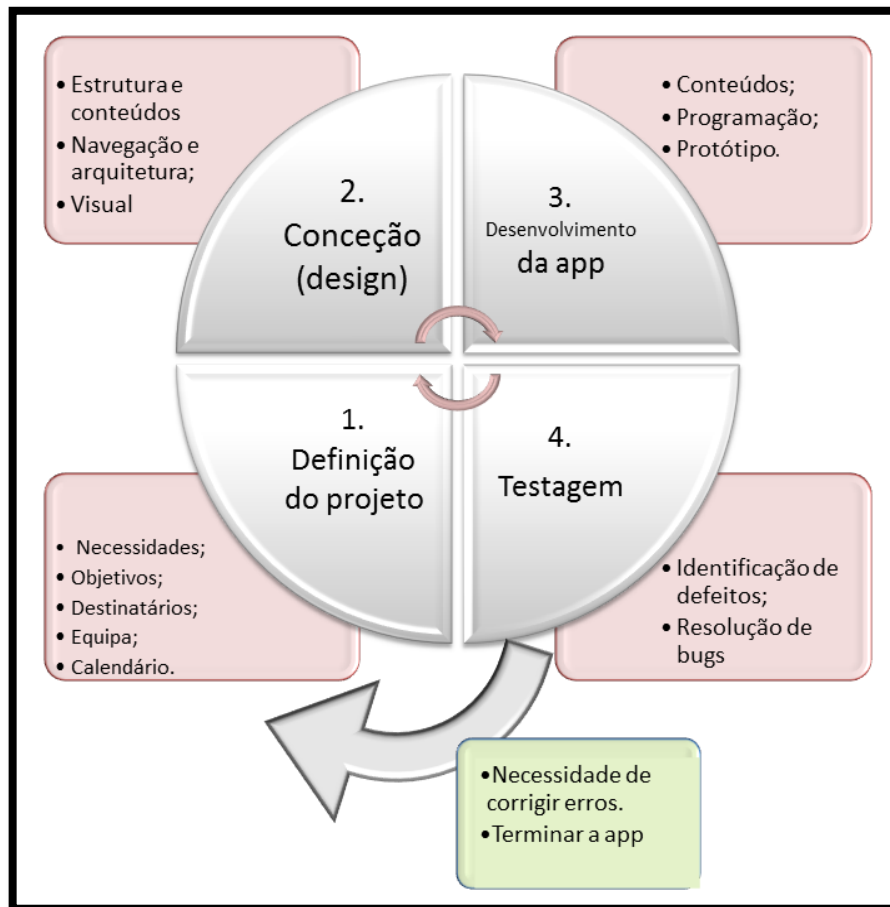 • Estrutura e
conteúdos
• Navegação e
arquitetura;
• Visual
• Conteúdos;
• Programação;
• Protótipo.
2.
Conceção
(design)
3.
Desenvolvimento
da app
1.
Definição
do projeto
4.
Testagem
• Necessidades;
• Objetivos;
• Destinatários;
• Equipa;
• Calendário.
• Identificação de
defeitos;
• Resolução de
bugs
•Necessidade de
corrigir erros.
•Terminar a app